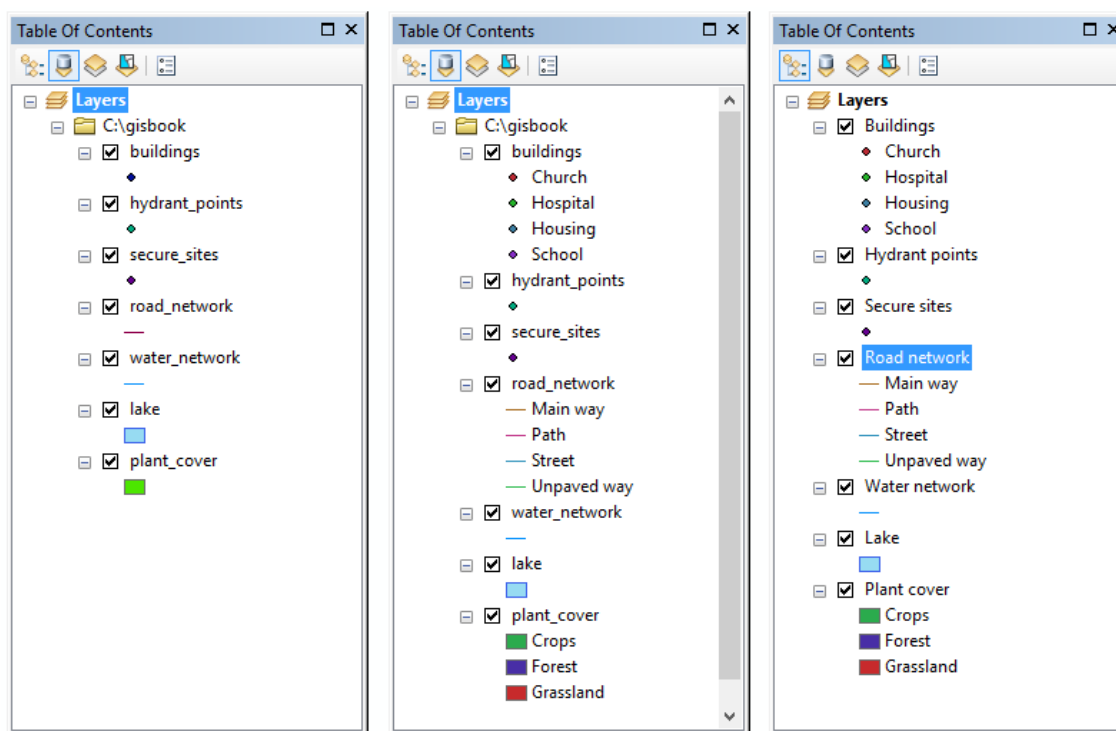 Table Of Contents
Layers
C:\gisbook
buildings
hydrant_points
secure_sites
road_network
water_network
lake
plant_cover
Table Of Contents
Layers
C:\gisbook
buildings
Church
Hospital
Housing
School
hydrant_points
secure_sites
road_network
Main way
Path
Street
Unpaved way
water_network
lake
plant_cover
Crops
Forest
Grassland
Table Of Contents
Layers
Buildings
Church
Hospital
Housing
School
Hydrant points
Secure sites
Road network
Main way
Path
Street
Unpaved way
Water network
Lake
Plant cover
Crops
Forest
Grassland